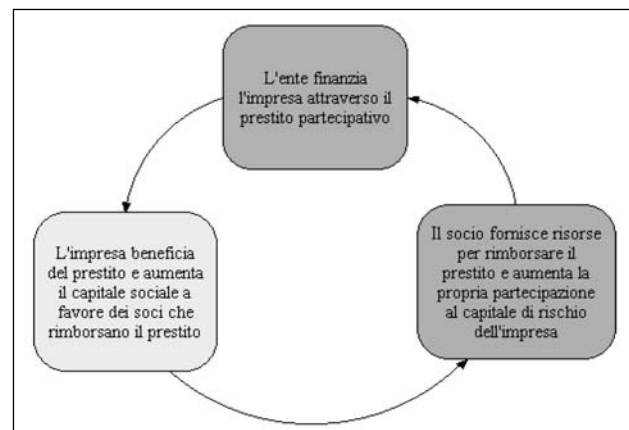 L'ente finanzia
l'impresa attraverso il
prestito partecipativo
L'impresa beneficia
del prestito e aumenta
il capitale sociale a
favore dei soci che
rimborsano il prestito
Il socio fornisce risorse
per rimborsare il
prestito e aumenta la
propria partecipazione
al capitale di rischio
dell'impresa